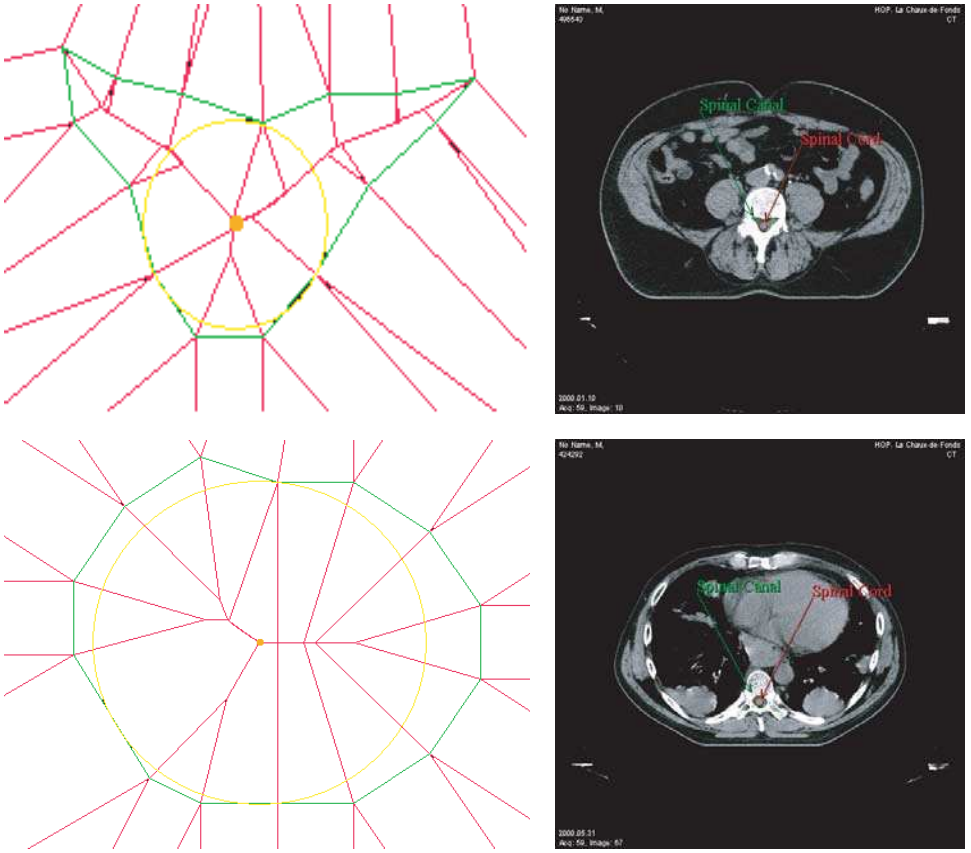 No Name, M,
496640
HOP. La Chaux-de-Fonds
CT
Spinal Canal
Spinal Cord
2000.01.10
Acq: 59, Image: 10
No Name, M,
424292
HOP. La Chaux-de-Fonds
CT
Spinal Canal
Spinal Cord
2000.05.31
Acq: 59, Image: 67